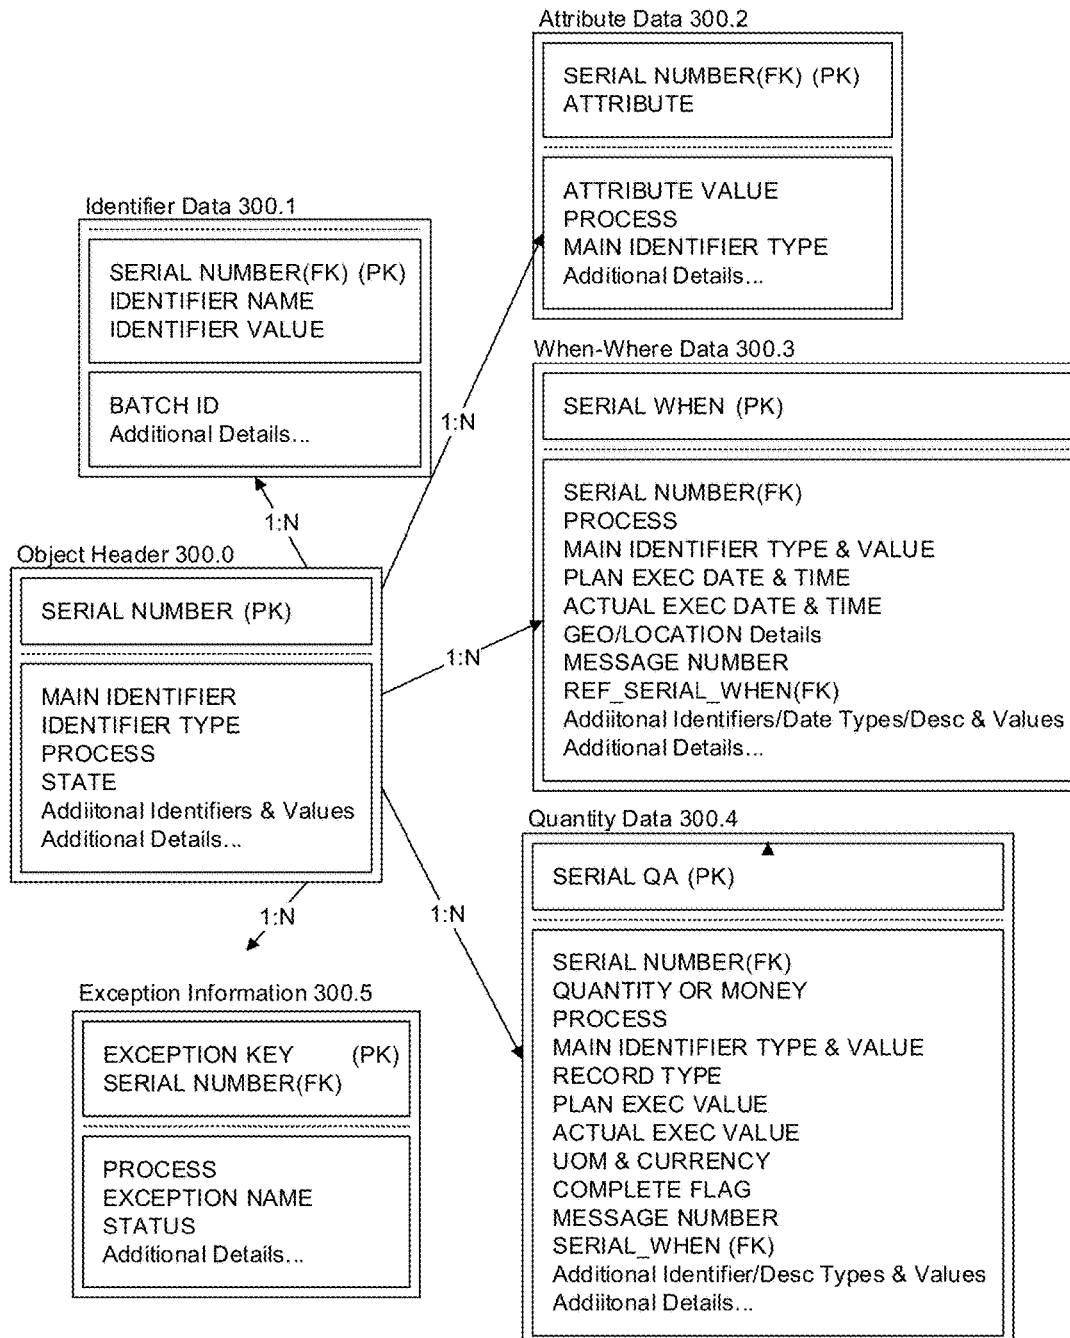 Attribute Data 300.2
SERIAL NUMBER(FK) (PK)
ATTRIBUTE
ATTRIBUTE VALUE
PROCESS
MAIN IDENTIFIER TYPE
Additional Details...
Identifier Data 300.1
SERIAL NUMBER(FK) (PK)
IDENTIFIER NAME
IDENTIFIER VALUE
BATCH ID
Additional Details...
When-Where Data 300.3
SERIAL WHEN (PK)
SERIAL NUMBER(FK)
PROCESS
MAIN IDENTIFIER TYPE & VALUE
PLAN EXEC DATE & TIME
ACTUAL EXEC DATE & TIME
GEO/LOCATION Details
MESSAGE NUMBER
REF_SERIAL_WHEN(FK)
Addiitonal Identifiers/Date Types/Desc & Values
Additional Details...
1:N
1:N
1:N
Object Header 300.0
SERIAL NUMBER (PK)
MAIN IDENTIFIER
IDENTIFIER TYPE
PROCESS
STATE
Addiitonal Identifiers & Values
Additional Details...
1:N
1:N
Quantity Data 300.4
SERIAL QA (PK)
SERIAL NUMBER(FK)
QUANTITY OR MONEY
PROCESS
MAIN IDENTIFIER TYPE & VALUE
RECORD TYPE
PLAN EXEC VALUE
ACTUAL EXEC VALUE
UOM & CURRENCY
COMPLETE FLAG
MESSAGE NUMBER
SERIAL_WHEN (FK)
Additional Identifier/Desc Types & Values
Addiitonal Details...
Exception Information 300.5
EXCEPTION KEY (PK)
SERIAL NUMBER(FK)
PROCESS
EXCEPTION NAME
STATUS
Additional Details...